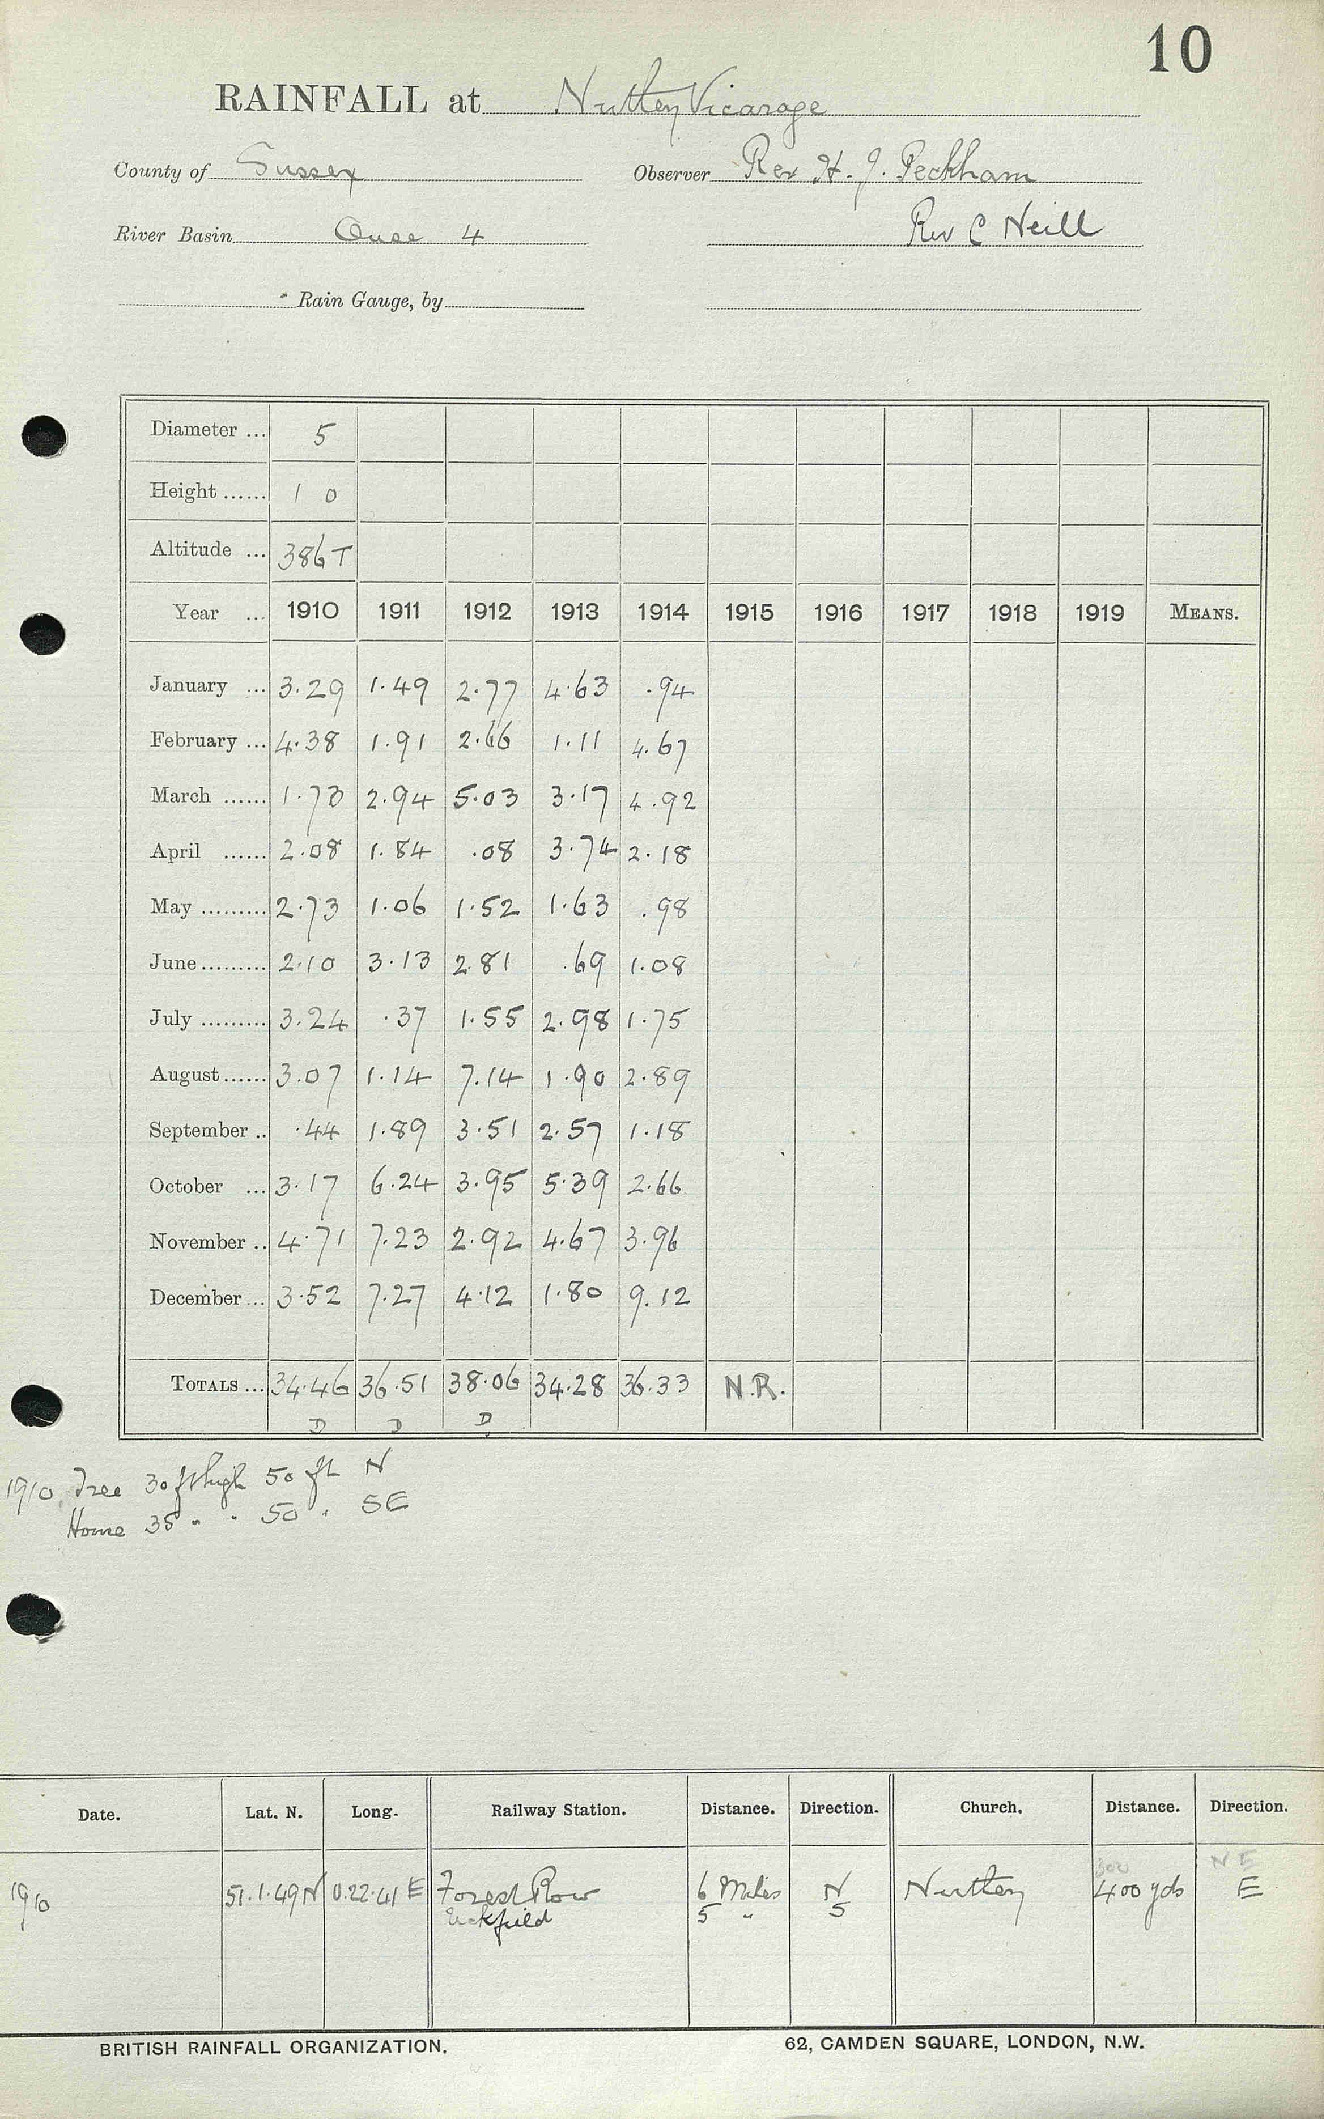 10
RAINFALL at Nutley Vicarage
County of Sussex Observer Rev H. J. Peckham
River Basin Ouse 4 Rev C Neill
Rain Gauge, by
Diameter ... 5
Height ...... 1 0
Altitude ... 386 T
Year ... 1910 1911 1912 1913 1914 1915 1916 1917 1918 1919 MEANS.
January ... 3.29 1.49 2.77 4.63 .94
February ... 4.38 1.91 2.66 1.11 4.67
March ...... 1.73 2.94 5.03 3.17 4.92
April ...... 2.08 1.84 .08 3.74 2.18
May ......... 2.73 1.06 1.52 1.63 .98
June ......... 2.10 3.13 2.81 .69 1.08
July ......... 3.24 .37 1.55 2.98 1.75
August ...... 3.07 1.14 7.14 1.90 2.89
September .. .44 1.89 3.51 2.57 1.18
October ... 3.17 6.24 3.95 5.39 2.66
November .. 4.71 7.23 2.92 4.67 3.96
December ... 3.52 7.27 4.12 1.80 9.12
TOTALS ... 34.46 36.51 38.06 34.28 36.33 N.R.
D D D
1910 Tree 30 ft high 50 ft N
House 35 " " 50 " SE
Date. Lat. N. Long. Railway Station. Distance. Direction. Church. Distance. Direction.
300 NE
1910 51.1.49 N 0.22.41 E Forest Row 6 Miles N Nutley 400 yds E
Uckfield 5 " S
BRITISH RAINFALL ORGANIZATION. 62, CAMDEN SQUARE, LONDON, N.W.